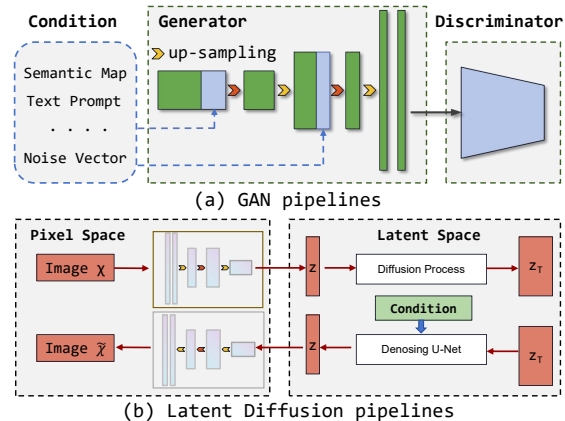 Condition
Generator
Discriminator
up-sampling
Semantic Map
Text Prompt
. . . .
Noise Vector
(a) GAN pipelines
Pixel Space
Latent Space
Image χ
z
Diffusion Process
z_T
Condition
Image χ̃
z
Denosing U-Net
z_T
(b) Latent Diffusion pipelines